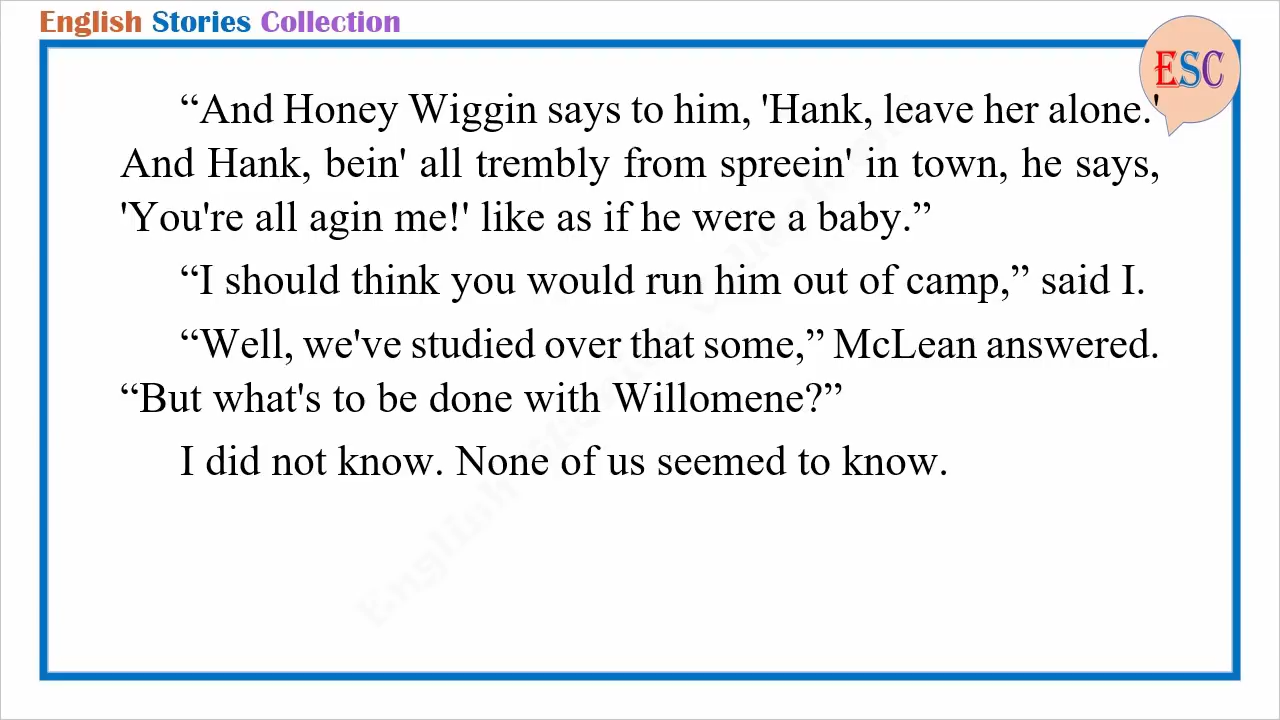 English Stories Collection
ESC
“And Honey Wiggin says to him, 'Hank, leave her alone.'
And Hank, bein' all trembly from spreein' in town, he says,
'You're all agin me!' like as if he were a baby.”
“I should think you would run him out of camp,” said I.
“Well, we've studied over that some,” McLean answered.
“But what's to be done with Willomene?”
I did not know. None of us seemed to know.